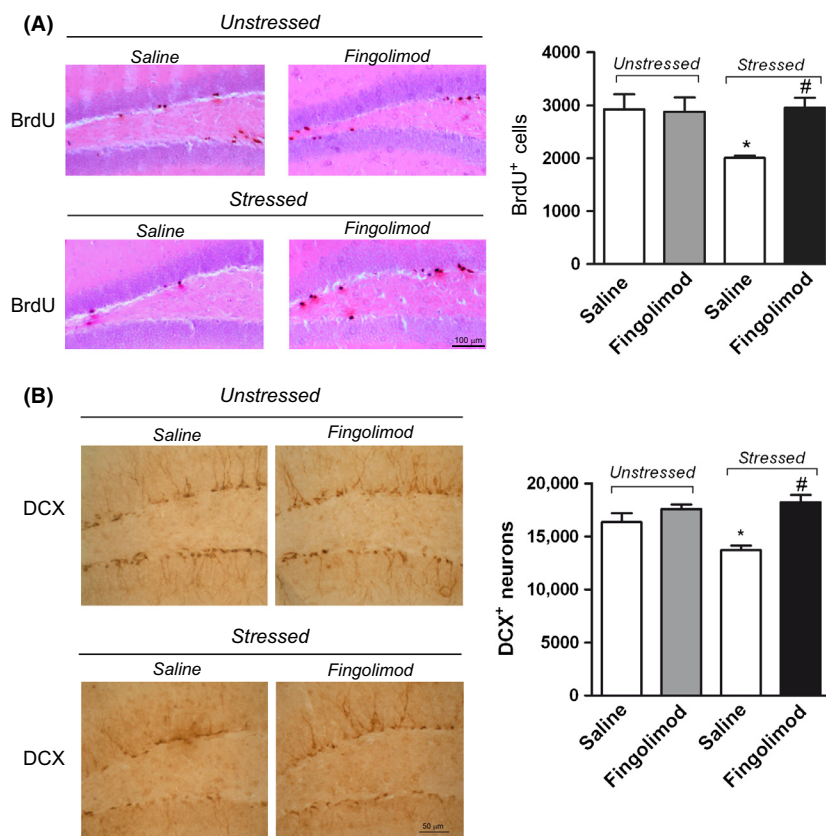 (A)
Unstressed
Saline Fingolimod
BrdU
Stressed
Saline Fingolimod
BrdU
100 µm
4000
3000
2000
1000
0
BrdU+ cells
Unstressed Stressed
* #
Saline Fingolimod Saline Fingolimod
(B)
Unstressed
Saline Fingolimod
DCX
Stressed
Saline Fingolimod
DCX
50 µm
20,000
15,000
10,000
5000
0
DCX+ neurons
Unstressed Stressed
* #
Saline Fingolimod Saline Fingolimod